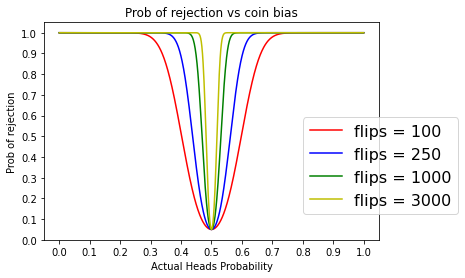 Prob of rejection vs coin bias
Prob of rejection
1.0
0.9
0.8
0.7
0.6
0.5
0.4
0.3
0.2
0.1
0.0
flips = 100
flips = 250
flips = 1000
flips = 3000
0.0 0.1 0.2 0.3 0.4 0.5 0.6 0.7 0.8 0.9 1.0
Actual Heads Probability